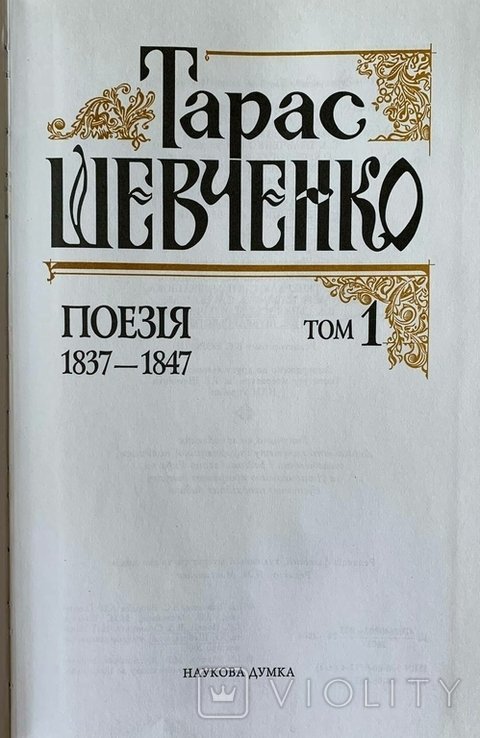 Тарас
ШЕВЧЕНКО
ПОЕЗІЯ
ТОМ 1
1837—1847
НАУКОВА ДУМКА
VIOLITY